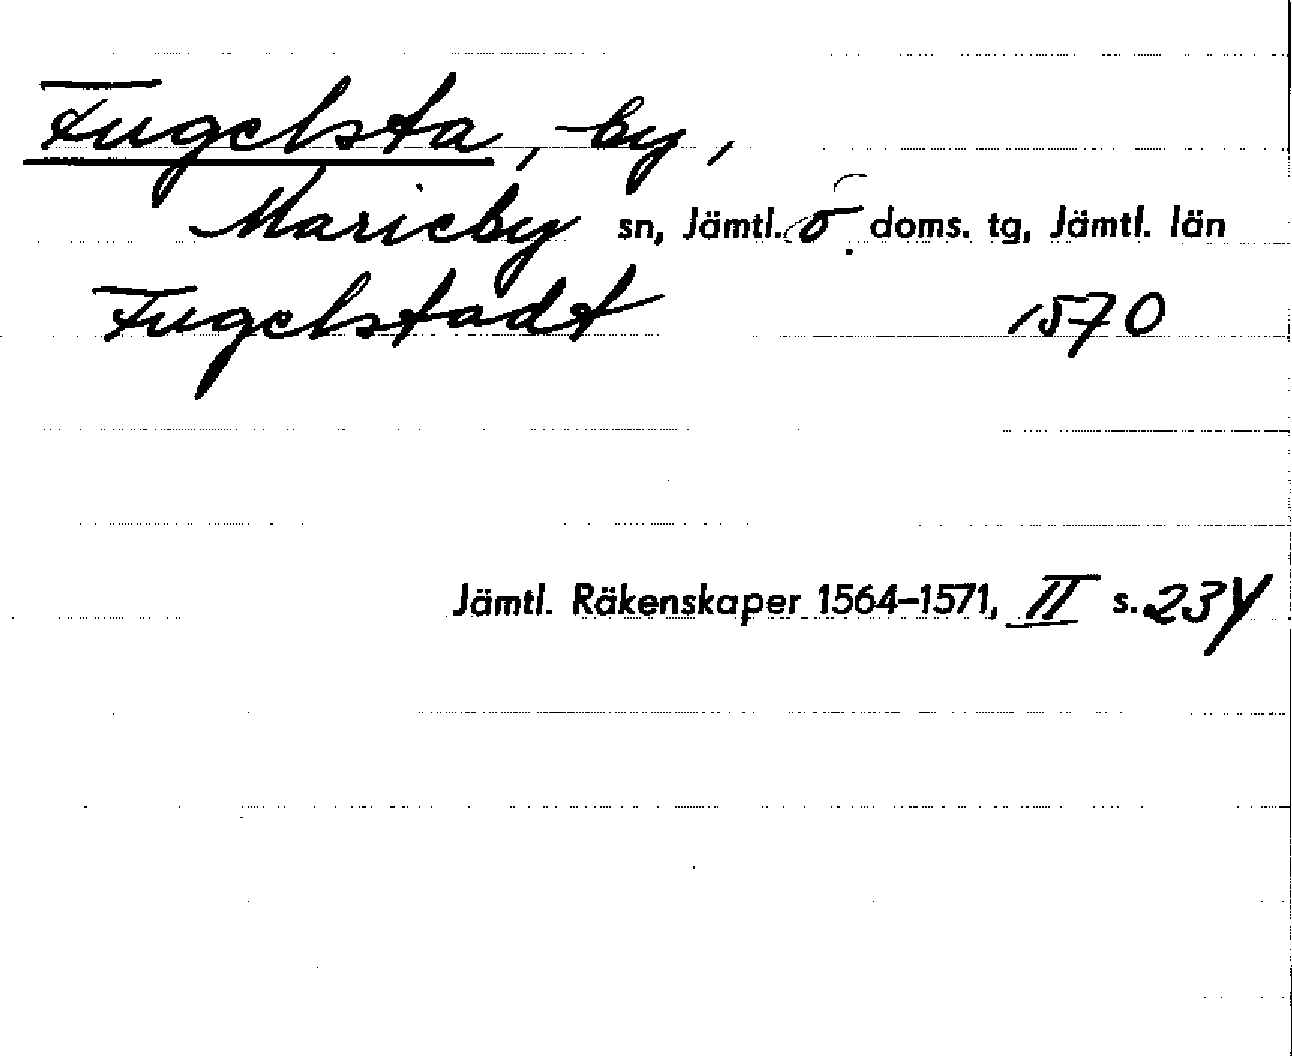 Fugelsta, by,
Marieby sn, Jämtl. ö. doms. tg, Jämtl. län
Fugelstadt 1570
Jämtl. Räkenskaper 1564–1571, II s. 234